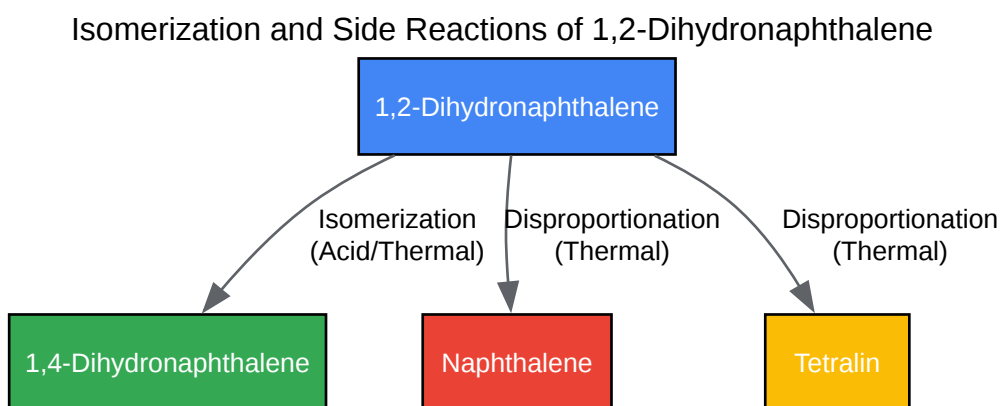 Isomerization and Side Reactions of 1,2-Dihydronaphthalene
1,2-Dihydronaphthalene
Isomerization
(Acid/Thermal)
Disproportionation
(Thermal)
Disproportionation
(Thermal)
1,4-Dihydronaphthalene
Naphthalene
Tetralin